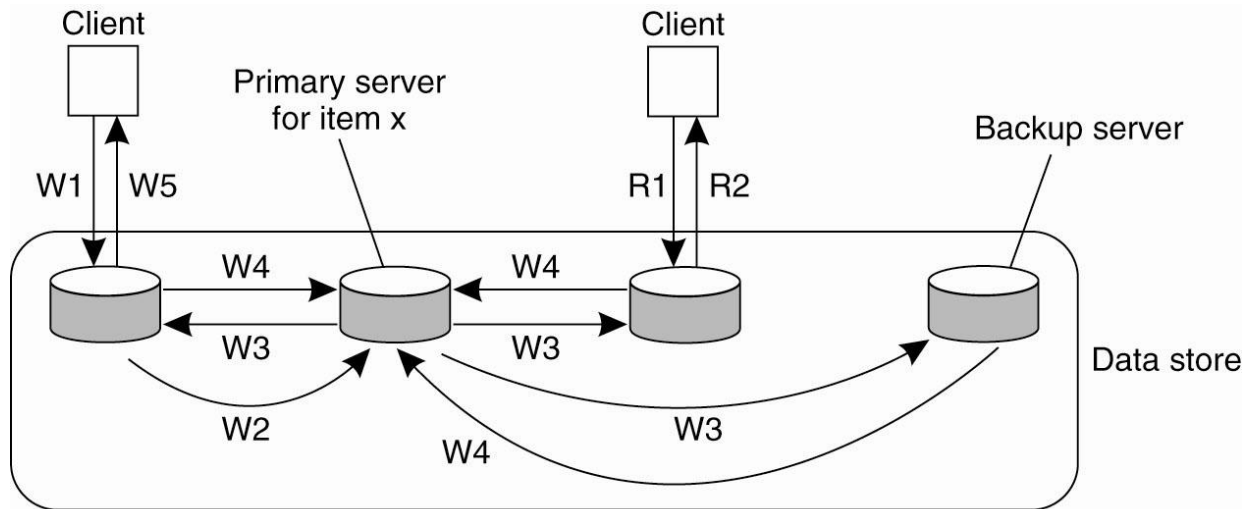 Client
Client
Primary server
for item x
Backup server
W1
W5
R1
R2
W4
W4
W3
W3
Data store
W2
W3
W4